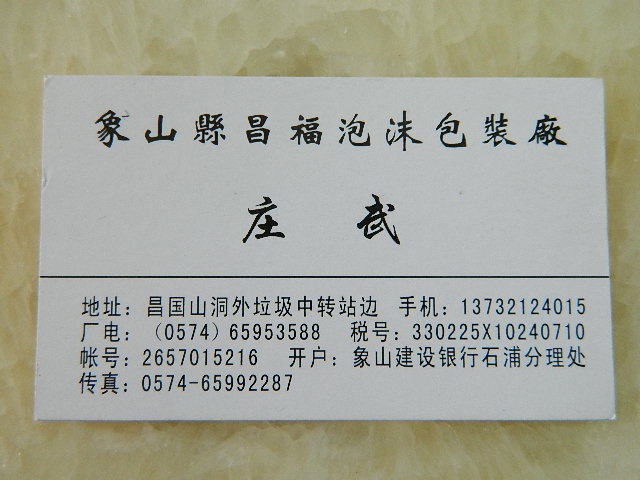 象山縣昌福泡沫包裝廠
庄 武
地址：昌国山洞外垃圾中转站边 手机：13732124015
厂电：（0574）65953588 税号：330225X10240710
帐号：2657015216 开户：象山建设银行石浦分理处
传真：0574-65992287